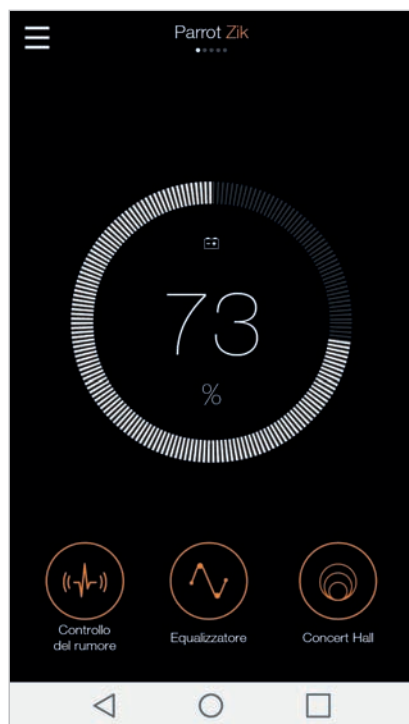 Parrot Zik
73
%
Controllo
del rumore
Equalizzatore
Concert Hall